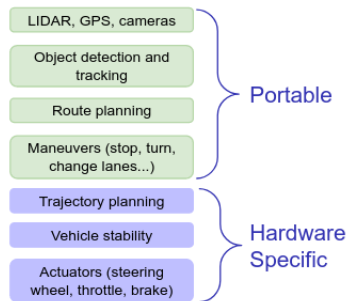 LIDAR, GPS, cameras
Object detection and
tracking
Route planning
Maneuvers (stop, turn,
change lanes...)
Portable
Trajectory planning
Vehicle stability
Actuators (steering
wheel, throttle, brake)
Hardware
Specific